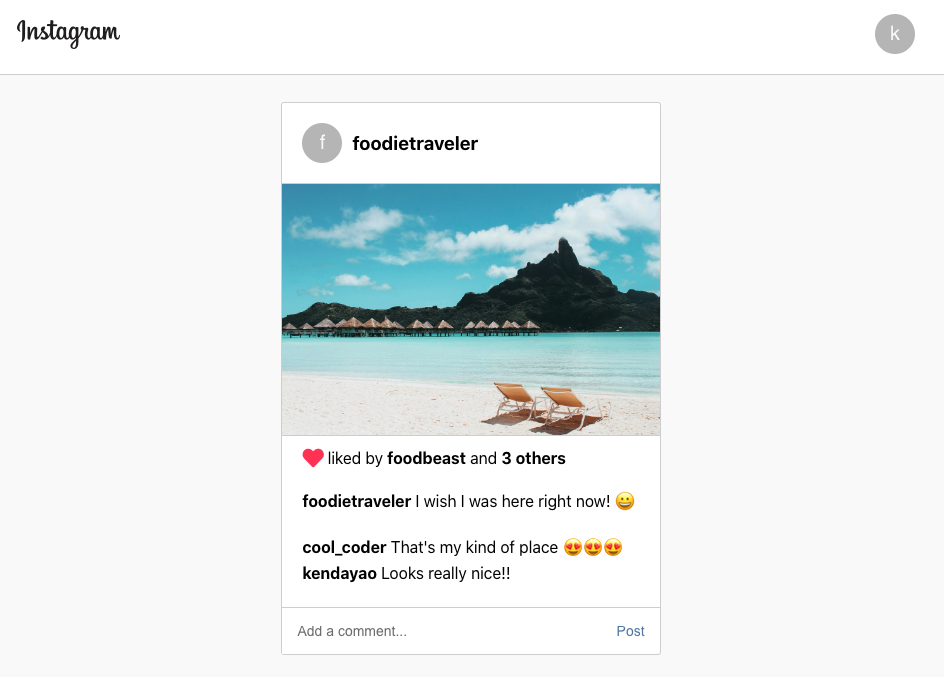 Instagram
k
f
foodietraveler
liked by foodbeast and 3 others
foodietraveler I wish I was here right now! 😀
cool_coder That's my kind of place 😍😍😍
kendayao Looks really nice!!
Add a comment... Post